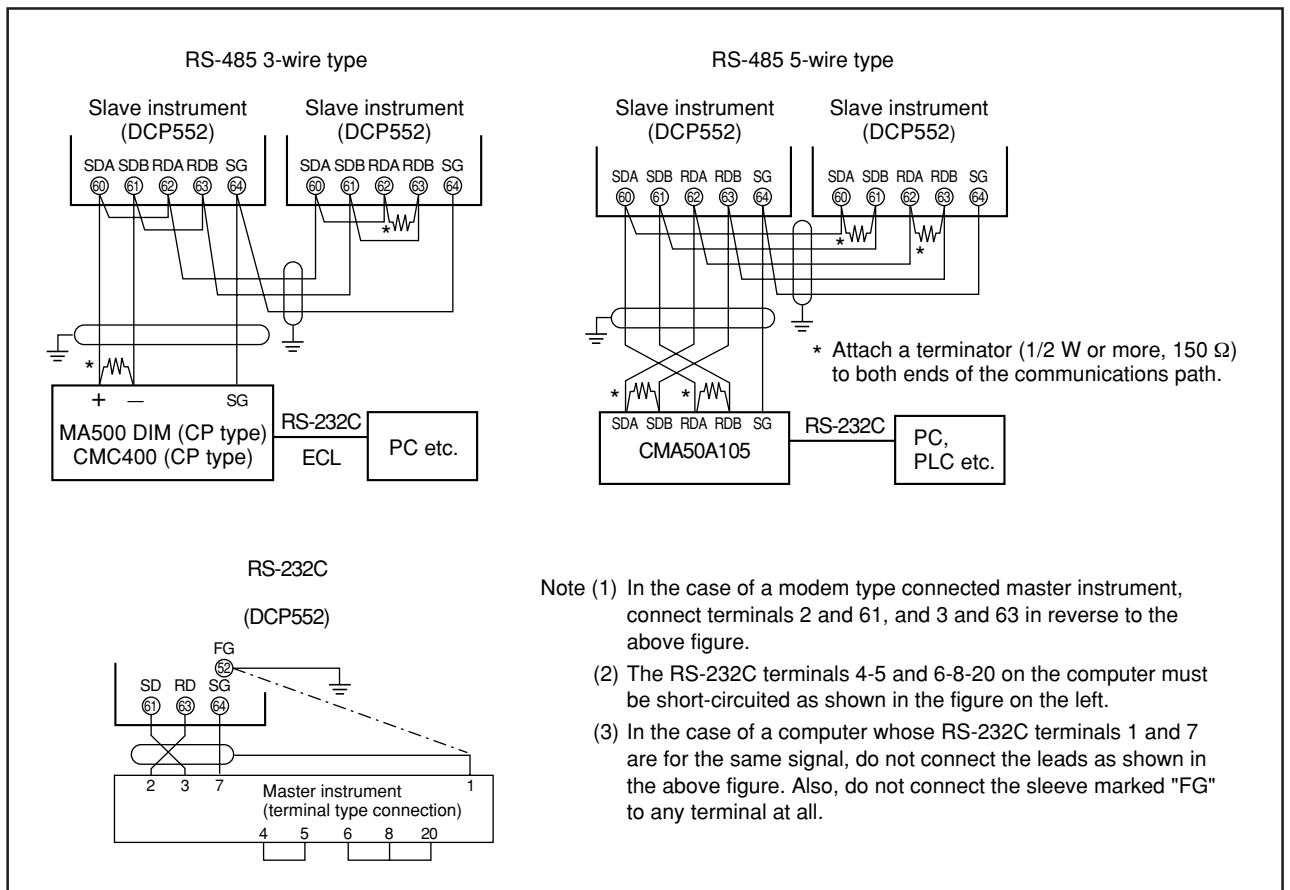 RS-485 3-wire type
Slave instrument
(DCP552)
Slave instrument
(DCP552)
SDA SDB RDA RDB SG
60 61 62 63 64
SDA SDB RDA RDB SG
60 61 62 63 64
*
*
+ — SG
MA500 DIM (CP type)
CMC400 (CP type)
RS-232C
ECL
PC etc.
RS-485 5-wire type
Slave instrument
(DCP552)
Slave instrument
(DCP552)
SDA SDB RDA RDB SG
60 61 62 63 64
SDA SDB RDA RDB SG
60 61 62 63 64
* *
* Attach a terminator (1/2 W or more, 150 Ω)
to both ends of the communications path.
* *
SDA SDB RDA RDB SG
CMA50A105
RS-232C
PC,
PLC etc.
RS-232C
(DCP552)
FG
52
SD RD SG
61 63 64
2 3 7 1
Master instrument
(terminal type connection)
4 5 6 8 20
Note (1) In the case of a modem type connected master instrument,
connect terminals 2 and 61, and 3 and 63 in reverse to the
above figure.
(2) The RS-232C terminals 4-5 and 6-8-20 on the computer must
be short-circuited as shown in the figure on the left.
(3) In the case of a computer whose RS-232C terminals 1 and 7
are for the same signal, do not connect the leads as shown in
the above figure. Also, do not connect the sleeve marked "FG"
to any terminal at all.